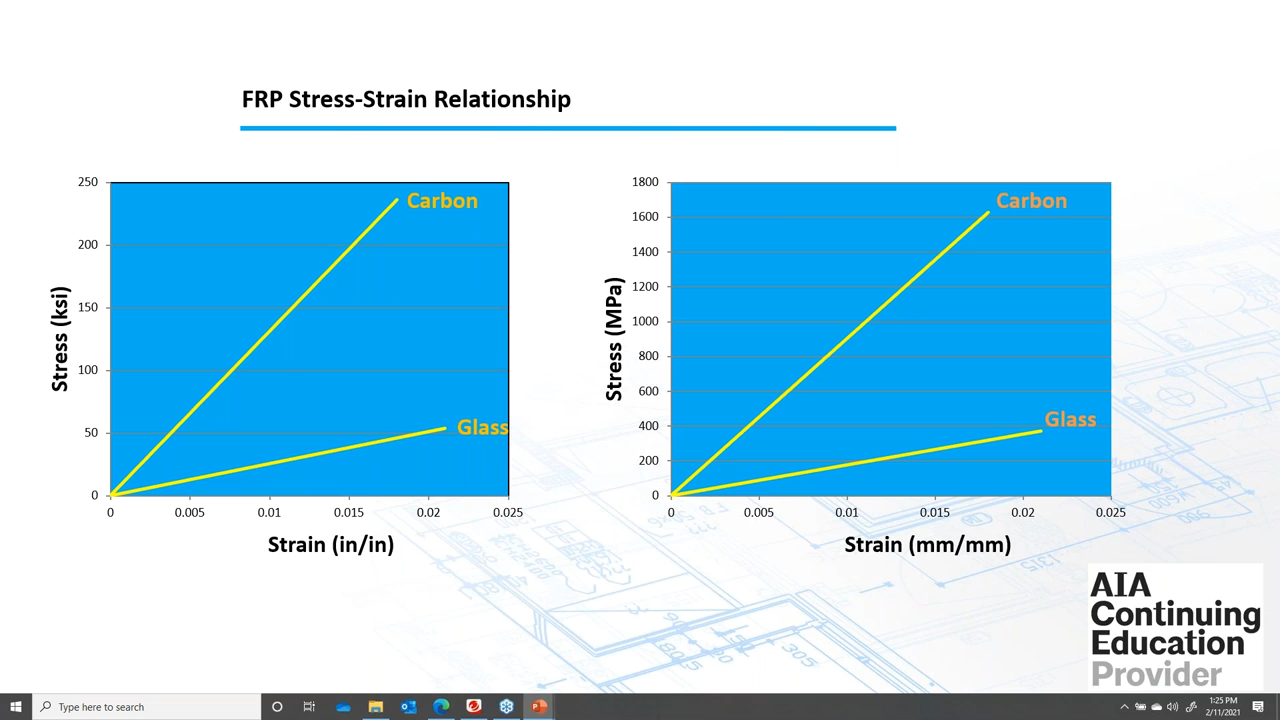 FRP Stress-Strain Relationship
250
200
150
100
50
0
0
0.005
0.01
0.015
0.02
0.025
Stress (ksi)
Strain (in/in)
Carbon
Glass
1800
1600
1400
1200
1000
800
600
400
200
0
0
0.005
0.01
0.015
0.02
0.025
Stress (MPa)
Strain (mm/mm)
Carbon
Glass
1315
305
AIA
Continuing
Education
Provider
Type here to search
1:25 PM
2/11/2021